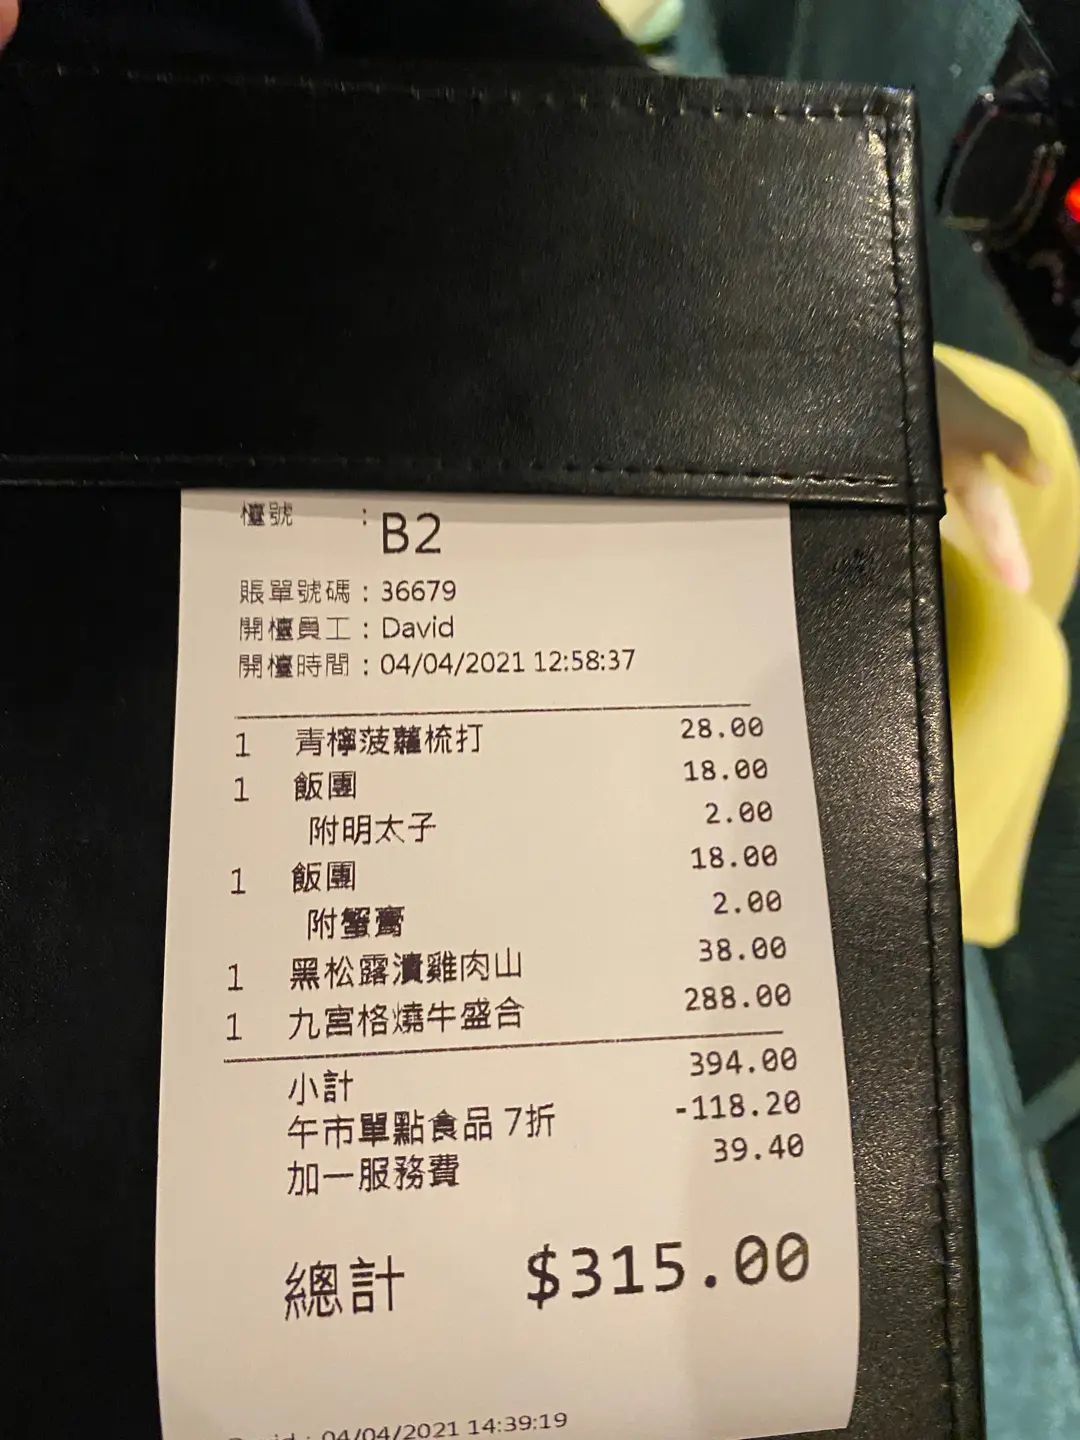 檯號 : B2
賬單號碼 : 36679
開檯員工 : David
開檯時間 : 04/04/2021 12:58:37
1 青檸菠蘿梳打 28.00
1 飯團 18.00
附明太子 2.00
1 飯團 18.00
附蟹膏 2.00
1 黑松露漬雞肉山 38.00
1 九宮格燒牛盛合 288.00
小計 394.00
午市單點食品 7折 -118.20
加一服務費 39.40
總計 $315.00
David : 04/04/2021 14:39:19